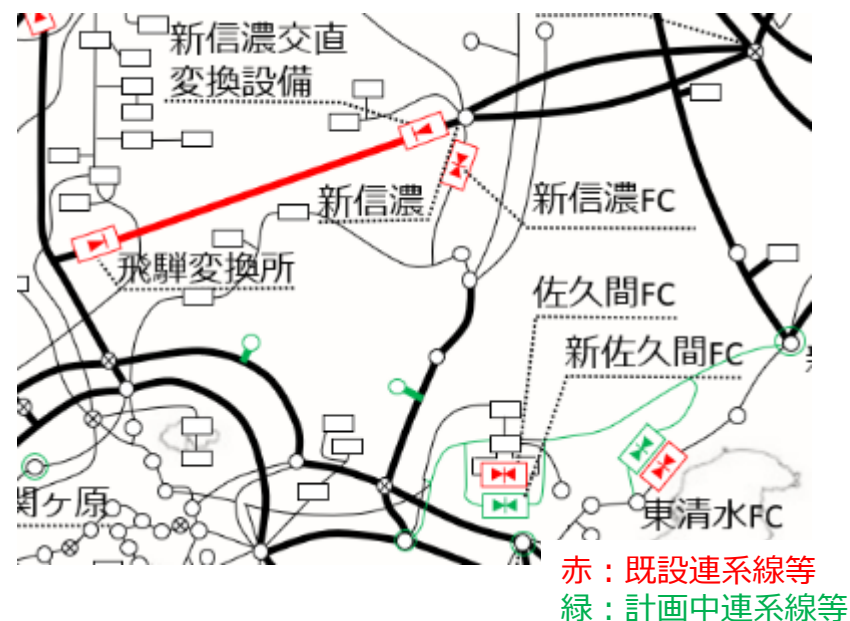 新信濃交直
変換設備
新信濃
新信濃FC
飛騨変換所
佐久間FC
新佐久間FC
関ヶ原
東清水FC
赤：既設連系線等
緑：計画中連系線等